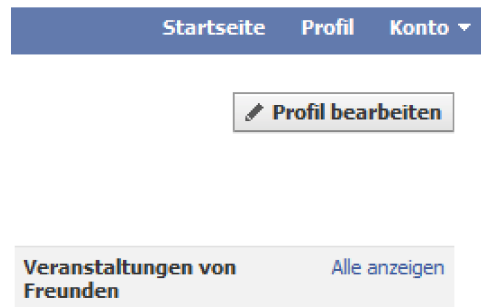 Startseite Profil Konto
Profil bearbeiten
Veranstaltungen von Alle anzeigen
Freunden